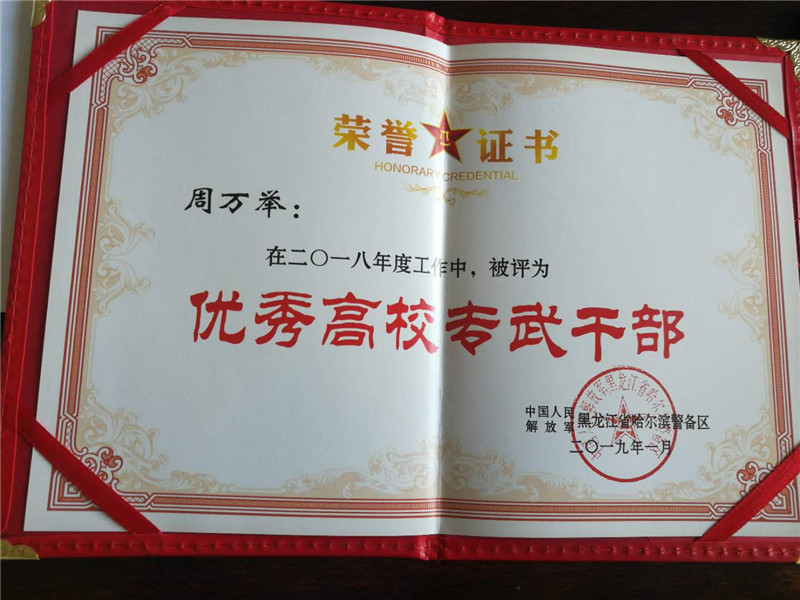 荣誉证书
HONORARY CREDENTIAL
周万举：
在二〇一八年度工作中，被评为
优秀高校专武干部
中国人民解放军黑龙江省哈尔滨警备区
二〇一九年一月